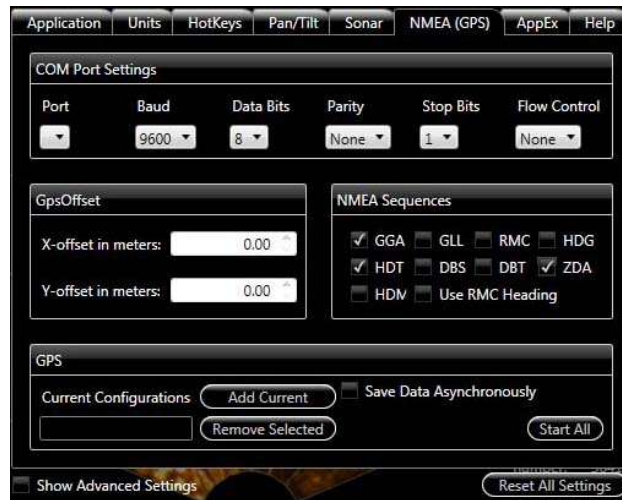 Application Units HotKeys Pan/Tilt Sonar NMEA (GPS) AppEx Help
COM Port Settings
Port Baud Data Bits Parity Stop Bits Flow Control
9600 8 None 1 None
GpsOffset
X-offset in meters: 0.00
Y-offset in meters: 0.00
NMEA Sequences
GGA GLL RMC HDG
HDT DBS DBT ZDA
HDM Use RMC Heading
GPS
Current Configurations Add Current Save Data Asynchronously
Remove Selected Start All
Show Advanced Settings Reset All Settings